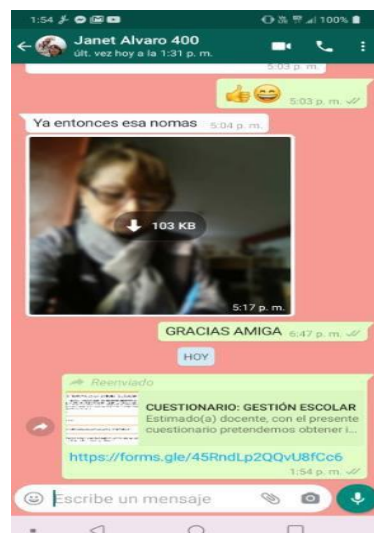 1:54
100%
Janet Alvaro 400
últ. vez hoy a la 1:31 p. m.
5:03 p. m.
5:03 p. m.
Ya entonces esa nomas
5:04 p. m.
103 KB
5:17 p. m.
GRACIAS AMIGA
6:47 p. m.
HOY
Reenviado
CUESTIONARIO: GESTIÓN ESCOLAR
Estimado(a) docente, con el presente
cuestionario pretendemos obtener i...
https://forms.gle/45RndLp2QQvU8fCc6
1:54 p. m.
Escribe un mensaje